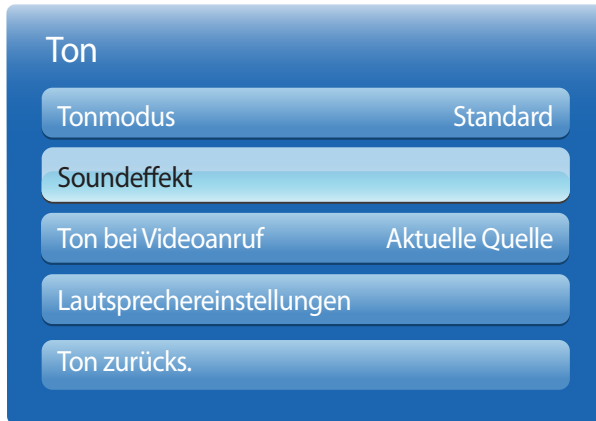 Ton
Tonmodus Standard
Soundeffekt
Ton bei Videoanruf Aktuelle Quelle
Lautsprechereinstellungen
Ton zurücks.